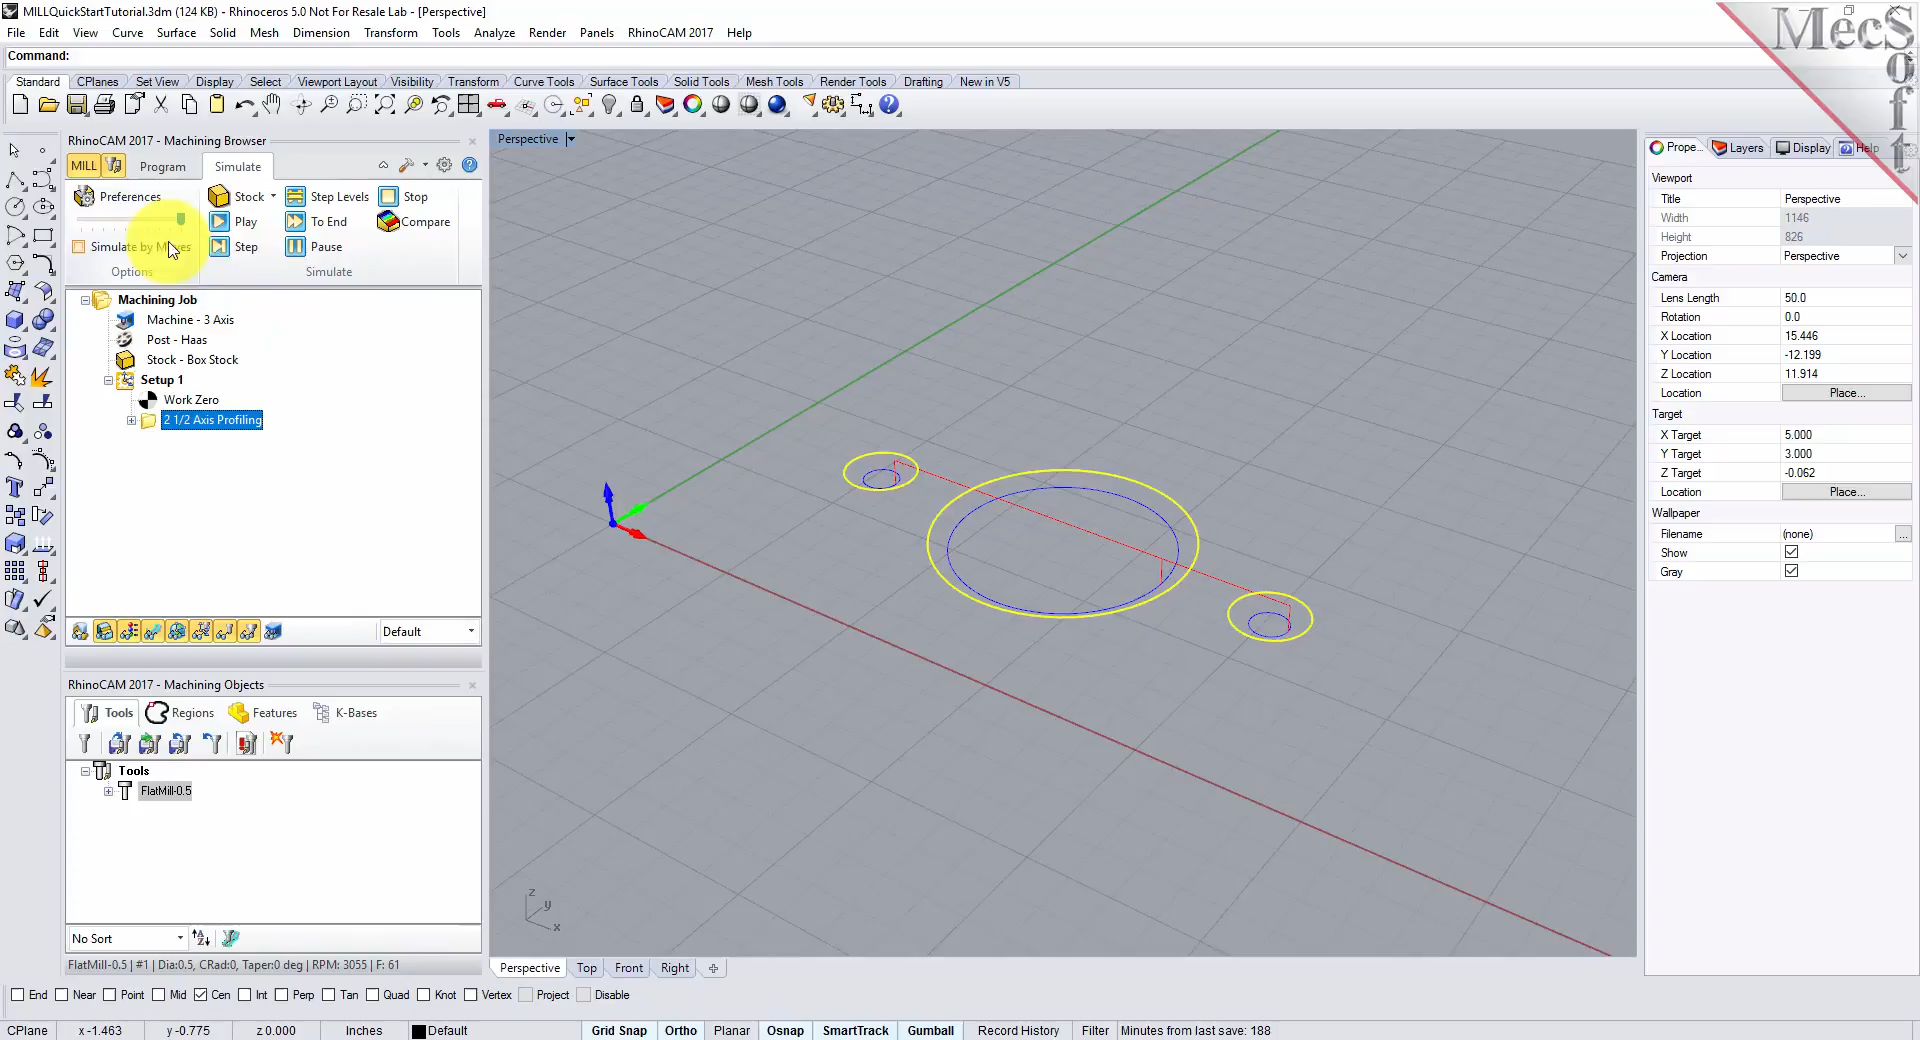 MILLQuickStartTutorial.3dm (124 KB) - Rhinoceros 5.0 Not For Resale Lab - [Perspective]
File Edit View Curve Surface Solid Mesh Dimension Transform Tools Analyze Render Panels RhinoCAM 2017 Help
MecSoft
Command:
Standard CPlanes Set View Display Select Viewport Layout Visibility Transform Curve Tools Surface Tools Solid Tools Mesh Tools Render Tools Drafting New in V5
RhinoCAM 2017 - Machining Browser
MILL Program Simulate
Preferences Stock Step Levels Stop
Play To End Compare
Simulate by Moves Step Pause
Options Simulate
Machining Job
Machine - 3 Axis
Post - Haas
Stock - Box Stock
Setup 1
Work Zero
2 1/2 Axis Profiling
Default
RhinoCAM 2017 - Machining Objects
Tools Regions Features K-Bases
Tools
FlatMill-0.5
No Sort
FlatMill-0.5 | #1 | Dia:0.5, CRad:0, Taper:0 deg | RPM: 3055 | F: 61
Perspective
z
y
x
Perspective Top Front Right
Prope... Layers Display Help
Viewport
Title Perspective
Width 1146
Height 826
Projection Perspective
Camera
Lens Length 50.0
Rotation 0.0
X Location 15.446
Y Location -12.199
Z Location 11.914
Location Place...
Target
X Target 5.000
Y Target 3.000
Z Target -0.062
Location Place...
Wallpaper
Filename (none) ...
Show
Gray
End Near Point Mid Cen Int Perp Tan Quad Knot Vertex Project Disable
CPlane x -1.463 y -0.775 z 0.000 Inches Default Grid Snap Ortho Planar Osnap SmartTrack Gumball Record History Filter Minutes from last save: 188